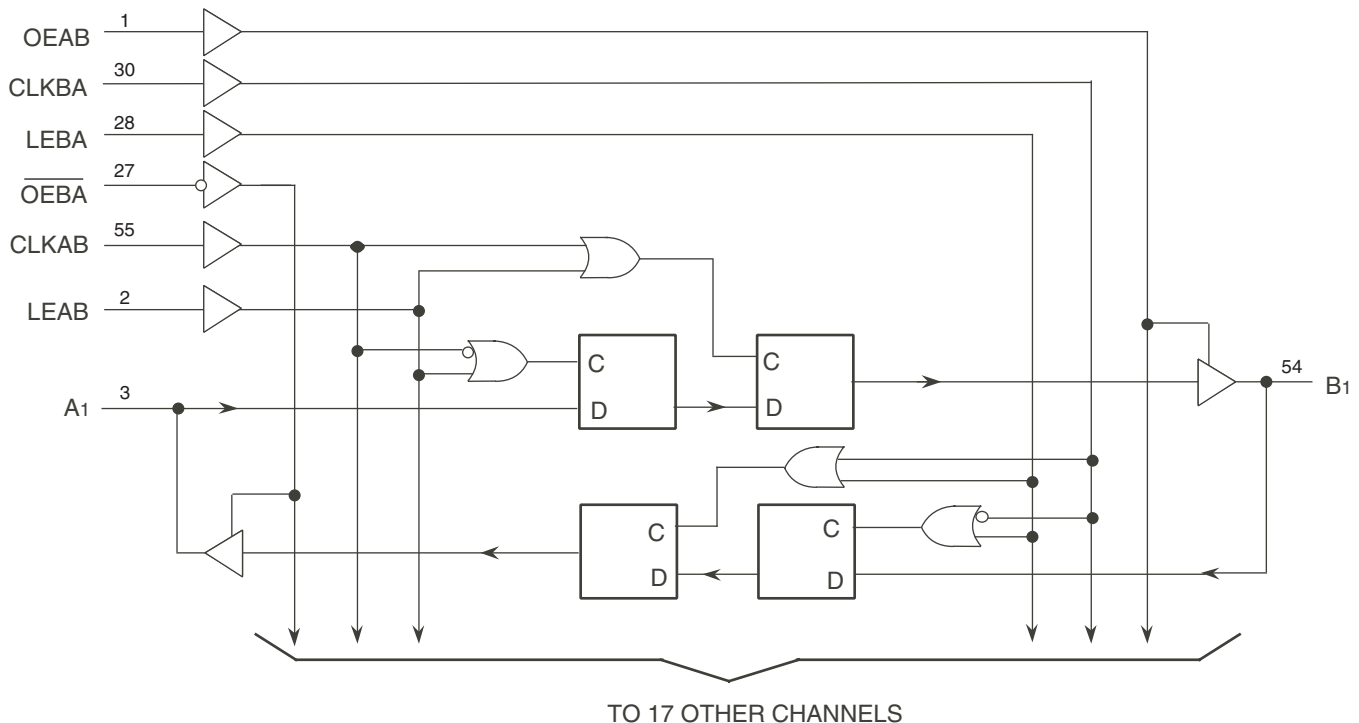 OEAB 1
CLKBA 30
LEBA 28
OEBA 27
CLKAB 55
LEAB 2
C
C
54
A1 3
D
D
B1
C
C
D
D
TO 17 OTHER CHANNELS